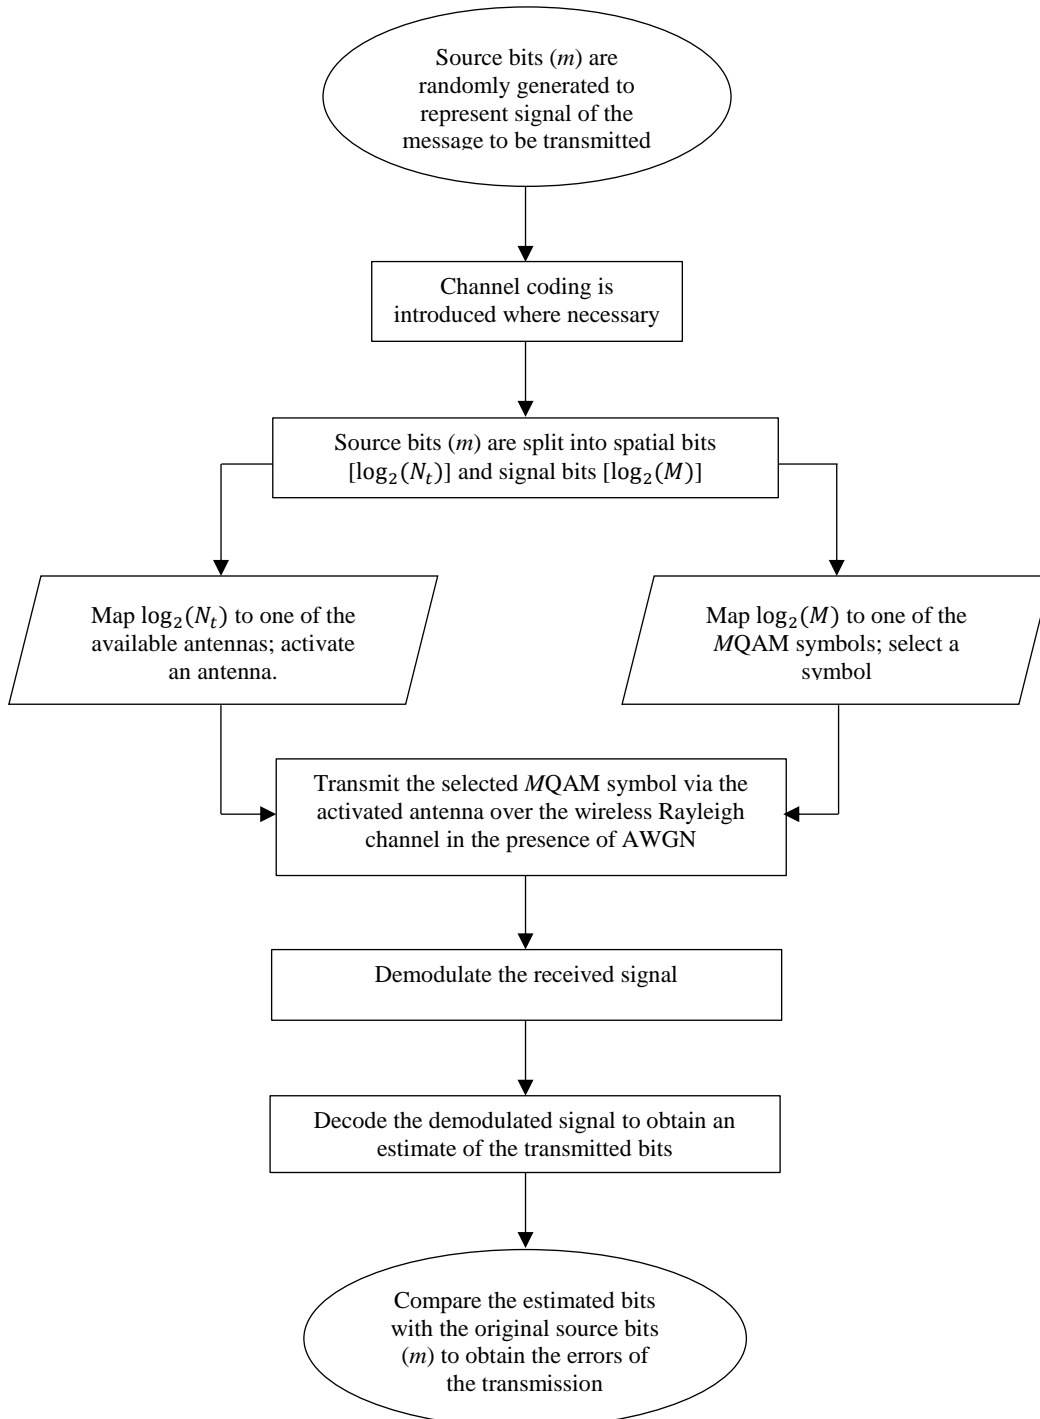 Source bits (m) are
randomly generated to
represent signal of the
message to be transmitted
Channel coding is
introduced where necessary
Source bits (m) are split into spatial bits
[log₂(Nₜ)] and signal bits [log₂(M)]
Map log₂(Nₜ) to one of the
available antennas; activate
an antenna.
Map log₂(M) to one of the
MQAM symbols; select a
symbol
Transmit the selected MQAM symbol via the
activated antenna over the wireless Rayleigh
channel in the presence of AWGN
Demodulate the received signal
Decode the demodulated signal to obtain an
estimate of the transmitted bits
Compare the estimated bits
with the original source bits
(m) to obtain the errors of
the transmission